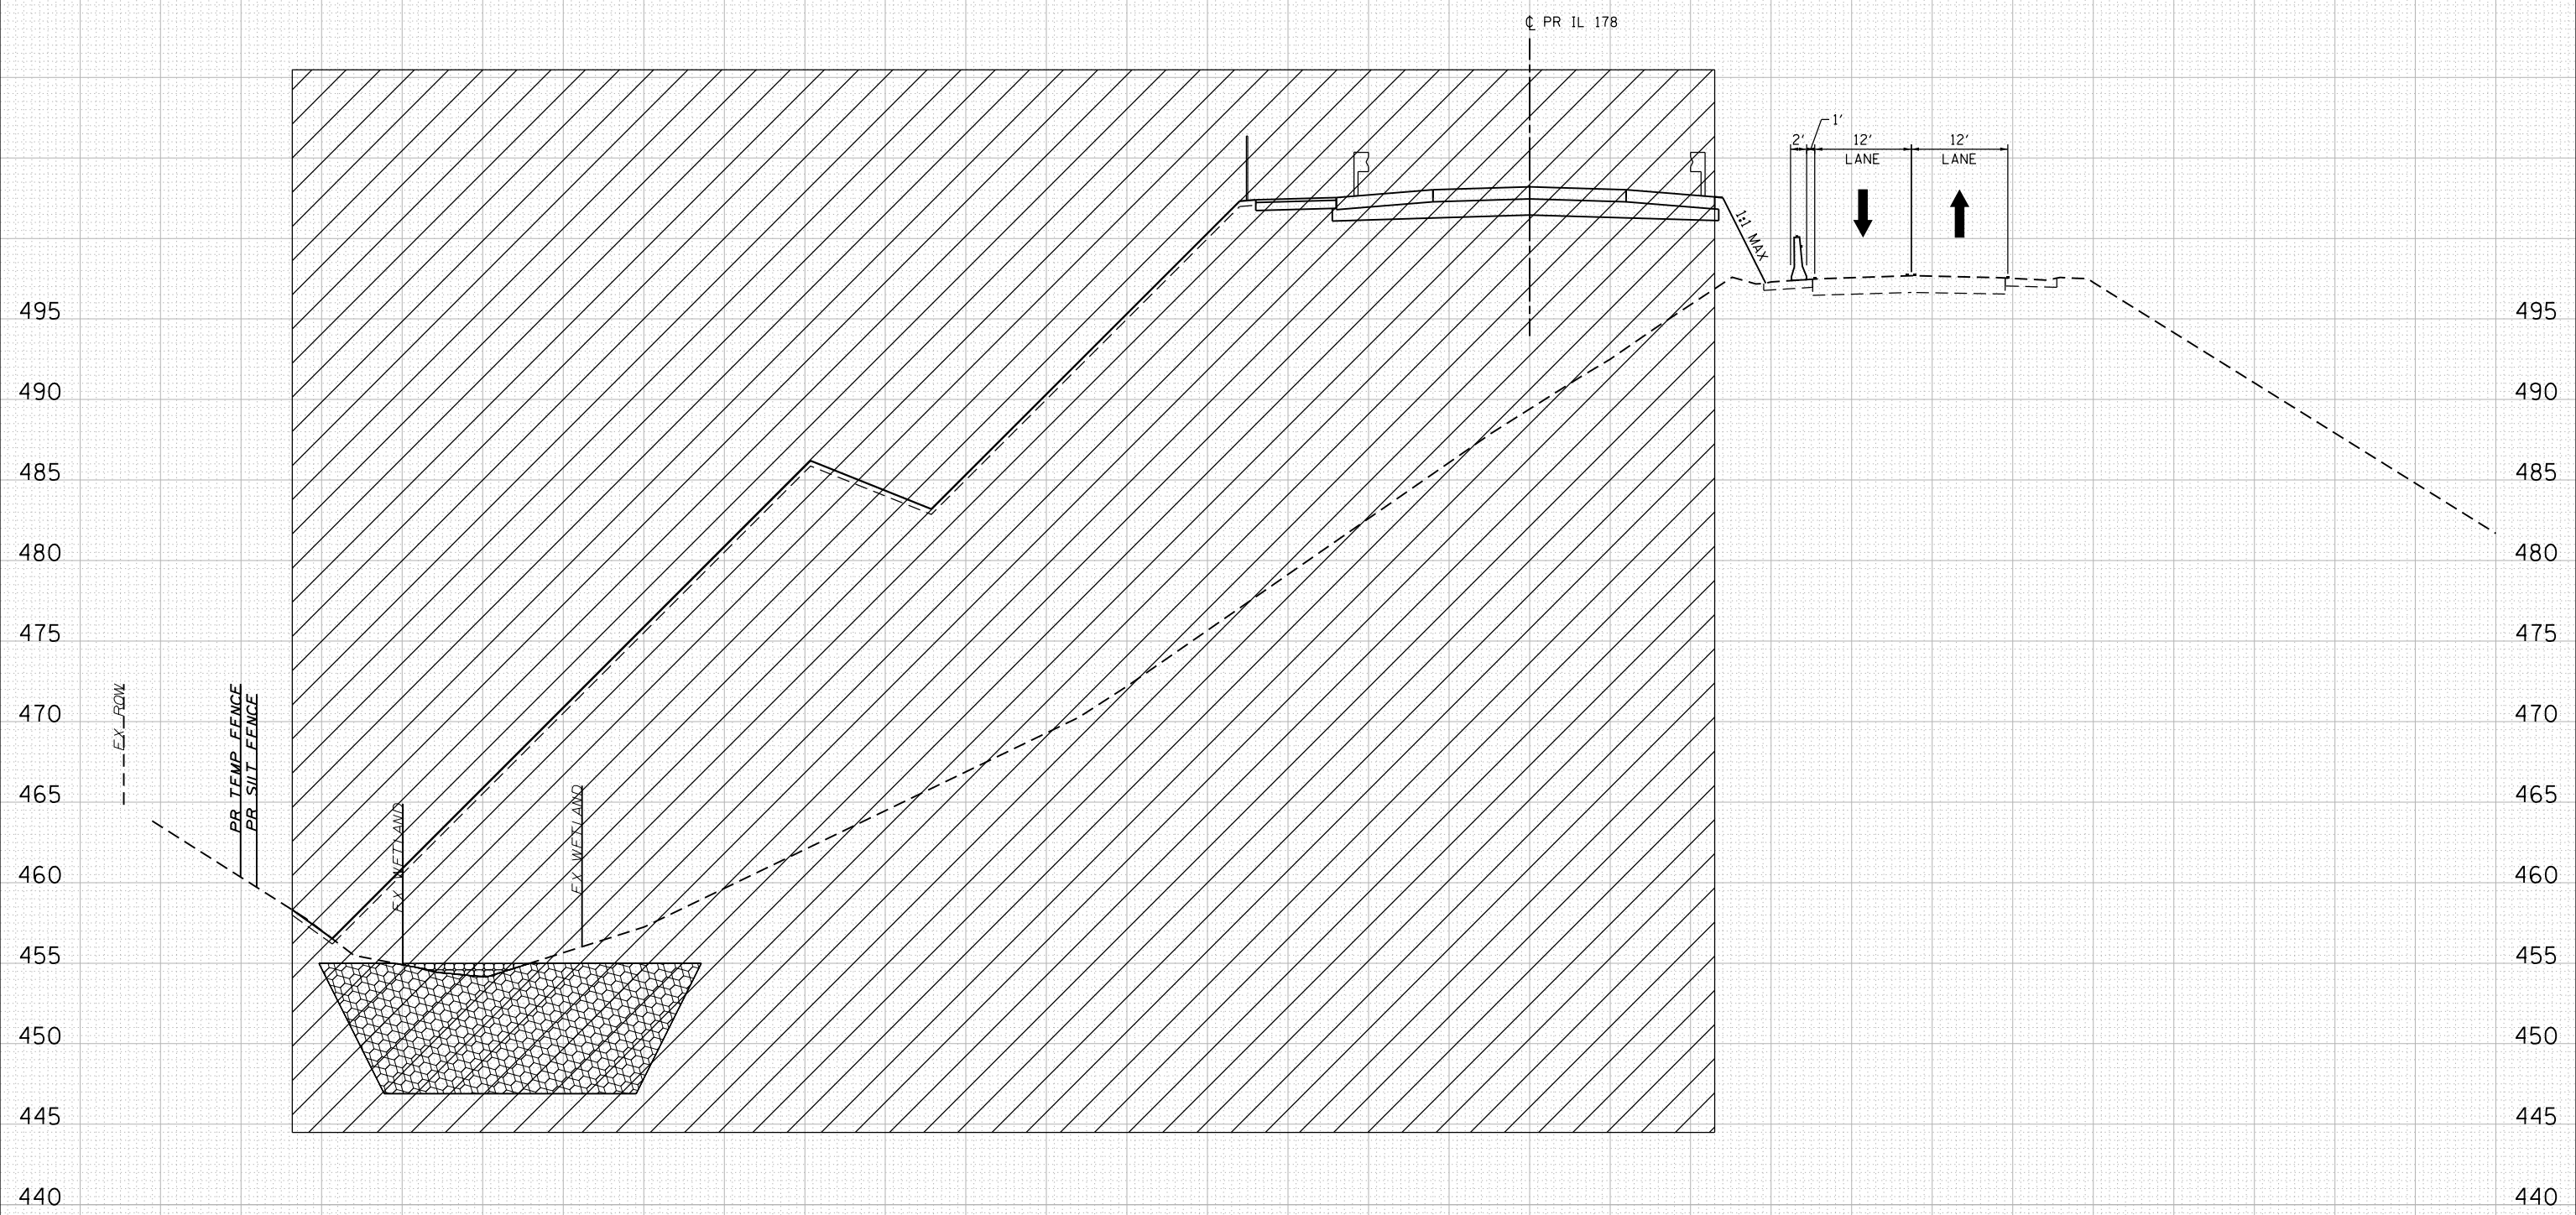 ℄ PR IL 178
1'
2' 12' 12'
LANE LANE
1:1 MAX
495 495
490 490
485 485
480 480
475 475
470 470
465 465
460 460
455 455
450 450
445 445
440 440
EX ROW
PR TEMP FENCE
PR SILT FENCE
EX WETLAND
EX WETLAND